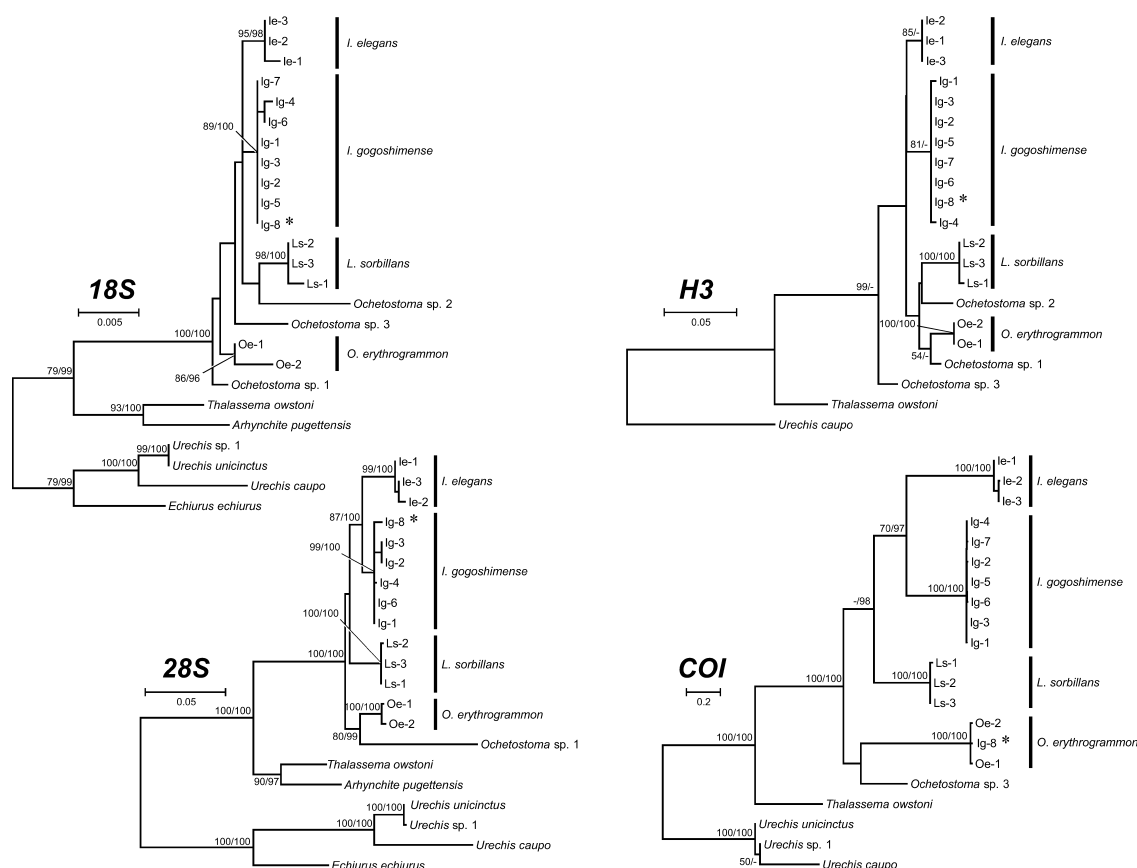 95/98
Ie-3
Ie-2
Ie-1
I. elegans
Ig-7
Ig-4
Ig-6
89/100
Ig-1
Ig-3
Ig-2
Ig-5
Ig-8 *
I. gogoshimense
Ls-2
98/100
Ls-3
Ls-1
L. sorbillans
Ochetostoma sp. 2
18S
0.005
Ochetostoma sp. 3
100/100
Oe-1
Oe-2
O. erythrogrammon
86/96
Ochetostoma sp. 1
79/99
Thalassema owstoni
93/100
Arhynchite pugettensis
99/100
Urechis sp. 1
Urechis unicinctus
100/100
79/99
Urechis caupo
Echiurus echiurus
85/-
Ie-2
Ie-1
Ie-3
I. elegans
Ig-1
Ig-3
Ig-2
81/-
Ig-5
Ig-7
Ig-6
Ig-8 *
Ig-4
I. gogoshimense
Ls-2
100/100
Ls-3
Ls-1
L. sorbillans
H3
0.05
99/-
Ochetostoma sp. 2
100/100
Oe-2
Oe-1
O. erythrogrammon
54/-
Ochetostoma sp. 1
Ochetostoma sp. 3
Thalassema owstoni
Urechis caupo
99/100
Ie-1
Ie-3
Ie-2
I. elegans
87/100
Ig-8 *
99/100
Ig-3
Ig-2
Ig-4
Ig-6
Ig-1
I. gogoshimense
100/100
Ls-2
Ls-3
Ls-1
L. sorbillans
28S
0.05
100/100
100/100
Oe-1
Oe-2
O. erythrogrammon
100/100
80/99
Ochetostoma sp. 1
Thalassema owstoni
90/97
Arhynchite pugettensis
100/100
Urechis unicinctus
Urechis sp. 1
100/100
100/100
Urechis caupo
Echiurus echiurus
100/100
Ie-1
Ie-2
Ie-3
I. elegans
70/97
Ig-4
Ig-7
Ig-2
Ig-5
100/100
Ig-6
Ig-3
Ig-1
I. gogoshimense
-/98
Ls-1
100/100
Ls-2
Ls-3
L. sorbillans
COI
0.2
100/100
100/100
Oe-2
100/100
Ig-8 *
Oe-1
O. erythrogrammon
Ochetostoma sp. 3
Thalassema owstoni
Urechis unicinctus
100/100
Urechis sp. 1
50/-
Urechis caupo